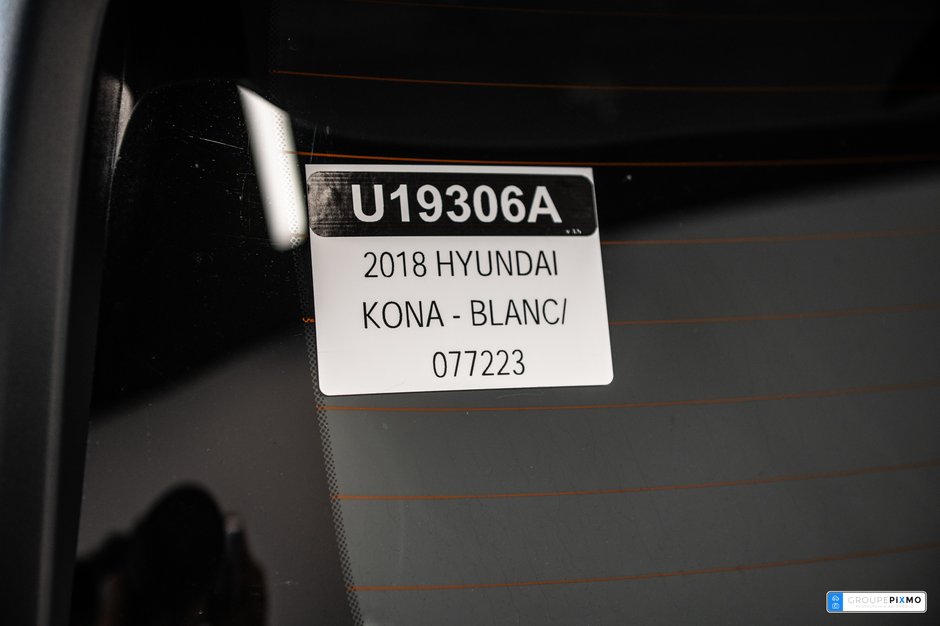 U19306A
2018 HYUNDAI
KONA - BLANC/
077223
GROUPEPiXMO